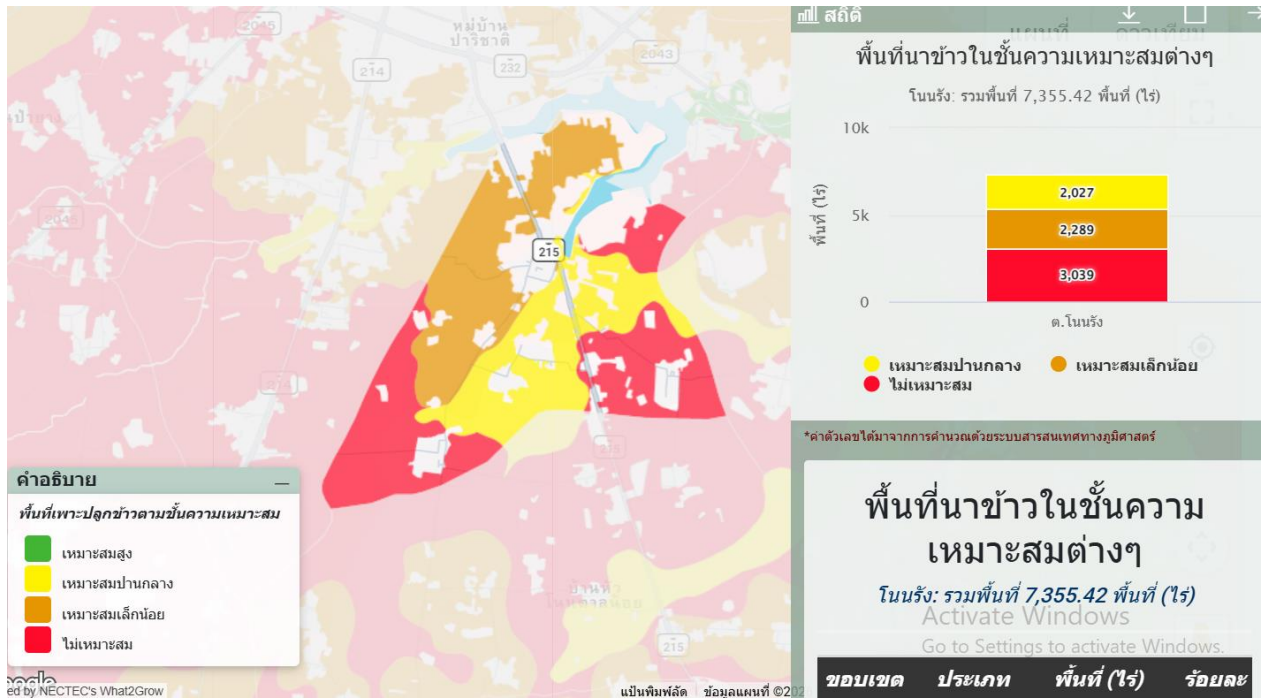 2045
หมู่บ้าน
ปาริชาติ
214
232
2043
215
2045
214
215
215
คำอธิบาย
พื้นที่เพาะปลูกข้าวตามชั้นความเหมาะสม
เหมาะสมสูง
เหมาะสมปานกลาง
เหมาะสมเล็กน้อย
ไม่เหมาะสม
ed by NECTEC's What2Grow
แป้นพิมพ์ลัด ข้อมูลแผนที่ ©202
สถิติ
แผนที่
พื้นที่นาข้าวในชั้นความเหมาะสมต่างๆ
โนนรัง: รวมพื้นที่ 7,355.42 พื้นที่ (ไร่)
10k
5k
0
พื้นที่ (ไร่)
2,027
2,289
3,039
ต.โนนรัง
เหมาะสมปานกลาง เหมาะสมเล็กน้อย
ไม่เหมาะสม
*ค่าตัวเลขได้มาจากการคำนวณด้วยระบบสารสนเทศทางภูมิศาสตร์
พื้นที่นาข้าวในชั้นความ
เหมาะสมต่างๆ
โนนรัง: รวมพื้นที่ 7,355.42 พื้นที่ (ไร่)
Activate Windows
Go to Settings to activate Windows.
ขอบเขต ประเภท พื้นที่ (ไร่) ร้อยละ